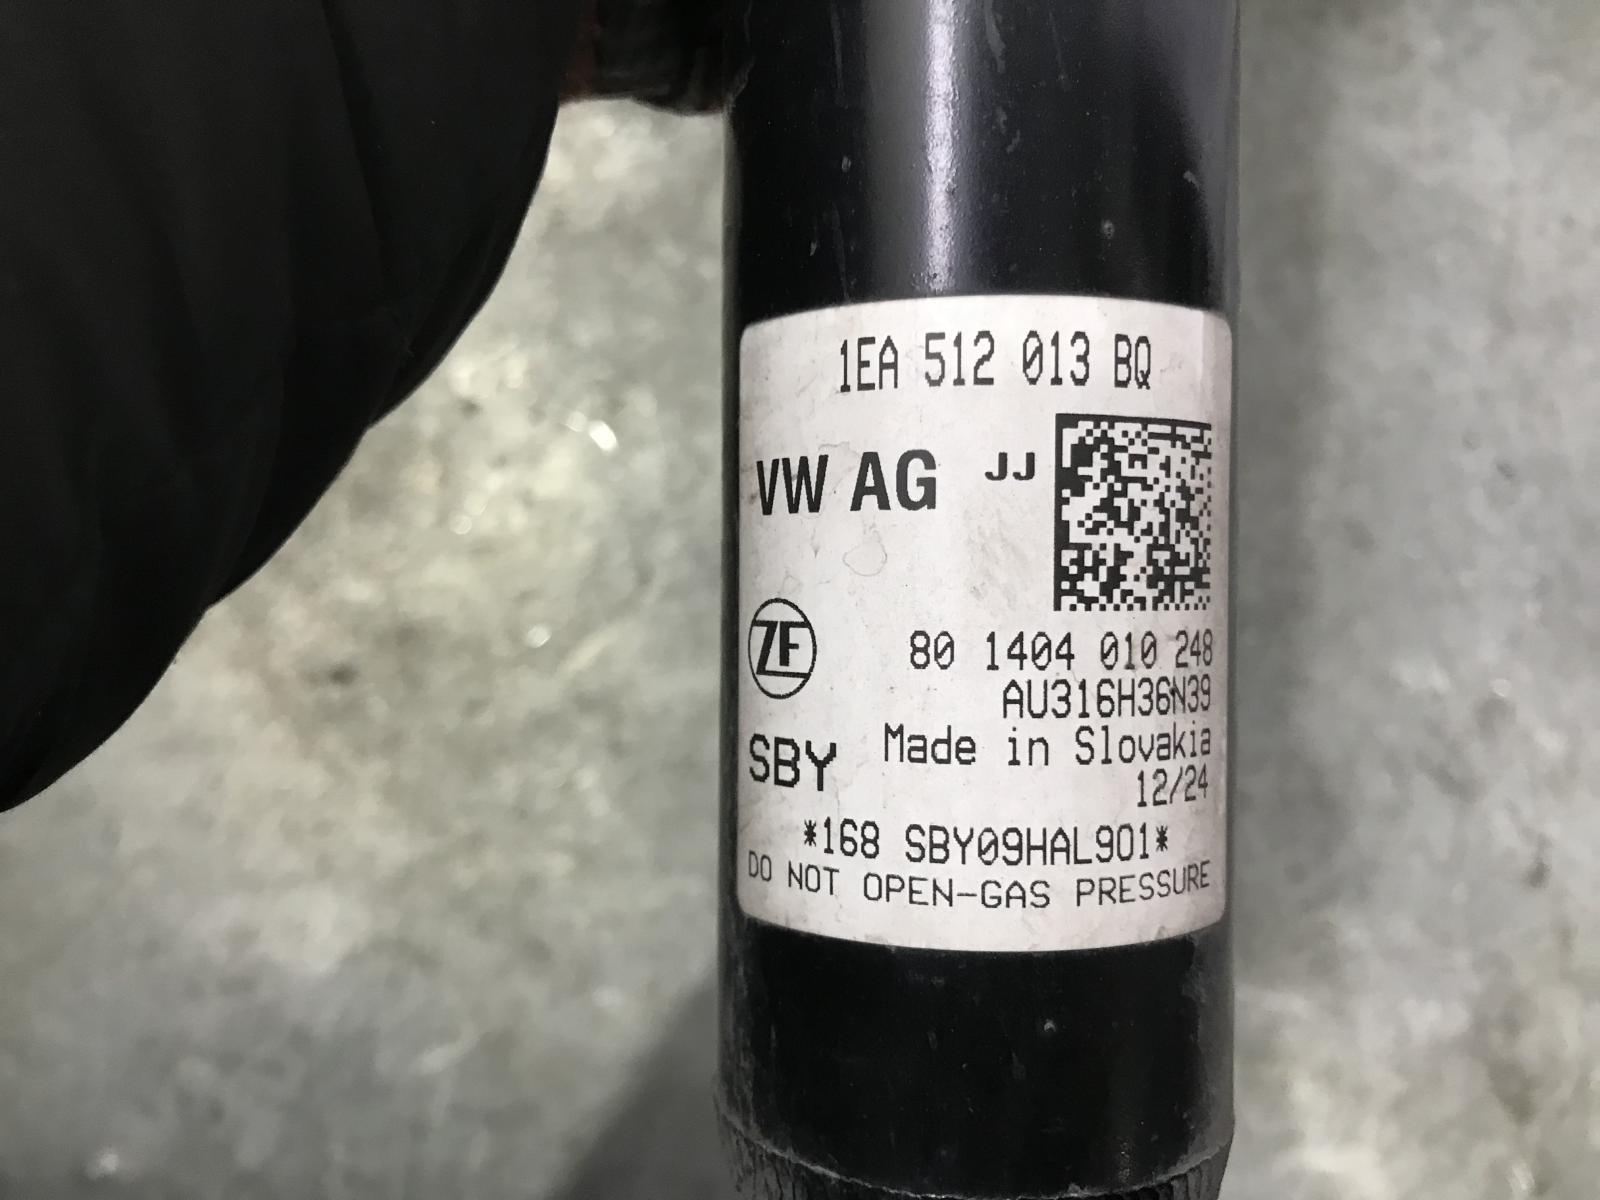 1EA 512 013 BQ
VW AG JJ
ZF
80 1404 010 248
AU316H36N39
SBY Made in Slovakia
12/24
*168 SBY09HAL901*
DO NOT OPEN-GAS PRESSURE